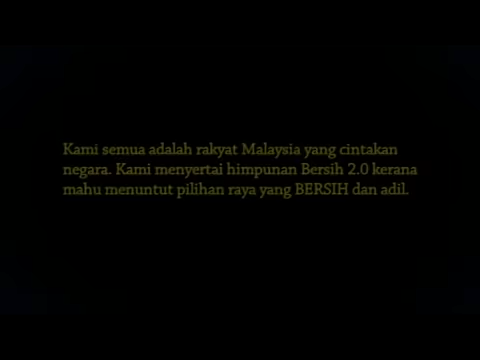 Kami semua adalah rakyat Malaysia yang cintakan
negara. Kami menyertai himpunan Bersih 2.0 kerana
mahu menuntut pilihan raya yang BERSIH dan adil.